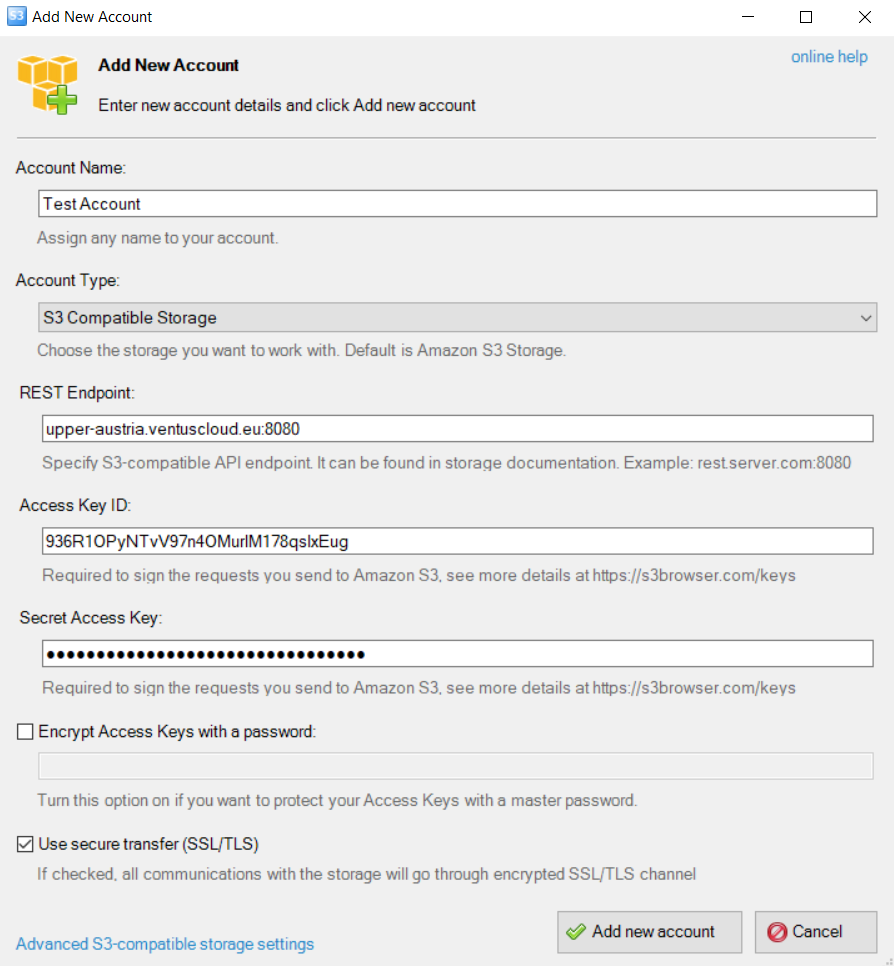 S3 Add New Account
online help
Add New Account
Enter new account details and click Add new account
Account Name:
Test Account
Assign any name to your account.
Account Type:
S3 Compatible Storage
Choose the storage you want to work with. Default is Amazon S3 Storage.
REST Endpoint:
upper-austria.ventuscloud.eu:8080
Specify S3-compatible API endpoint. It can be found in storage documentation. Example: rest.server.com:8080
Access Key ID:
936R1OPyNTvV97n4OMurlM178qslxEug
Required to sign the requests you send to Amazon S3, see more details at https://s3browser.com/keys
Secret Access Key:
●●●●●●●●●●●●●●●●●●●●●●●●●●●●●●●●
Required to sign the requests you send to Amazon S3, see more details at https://s3browser.com/keys
Encrypt Access Keys with a password:
Turn this option on if you want to protect your Access Keys with a master password.
Use secure transfer (SSL/TLS)
If checked, all communications with the storage will go through encrypted SSL/TLS channel
Add new account
Cancel
Advanced S3-compatible storage settings